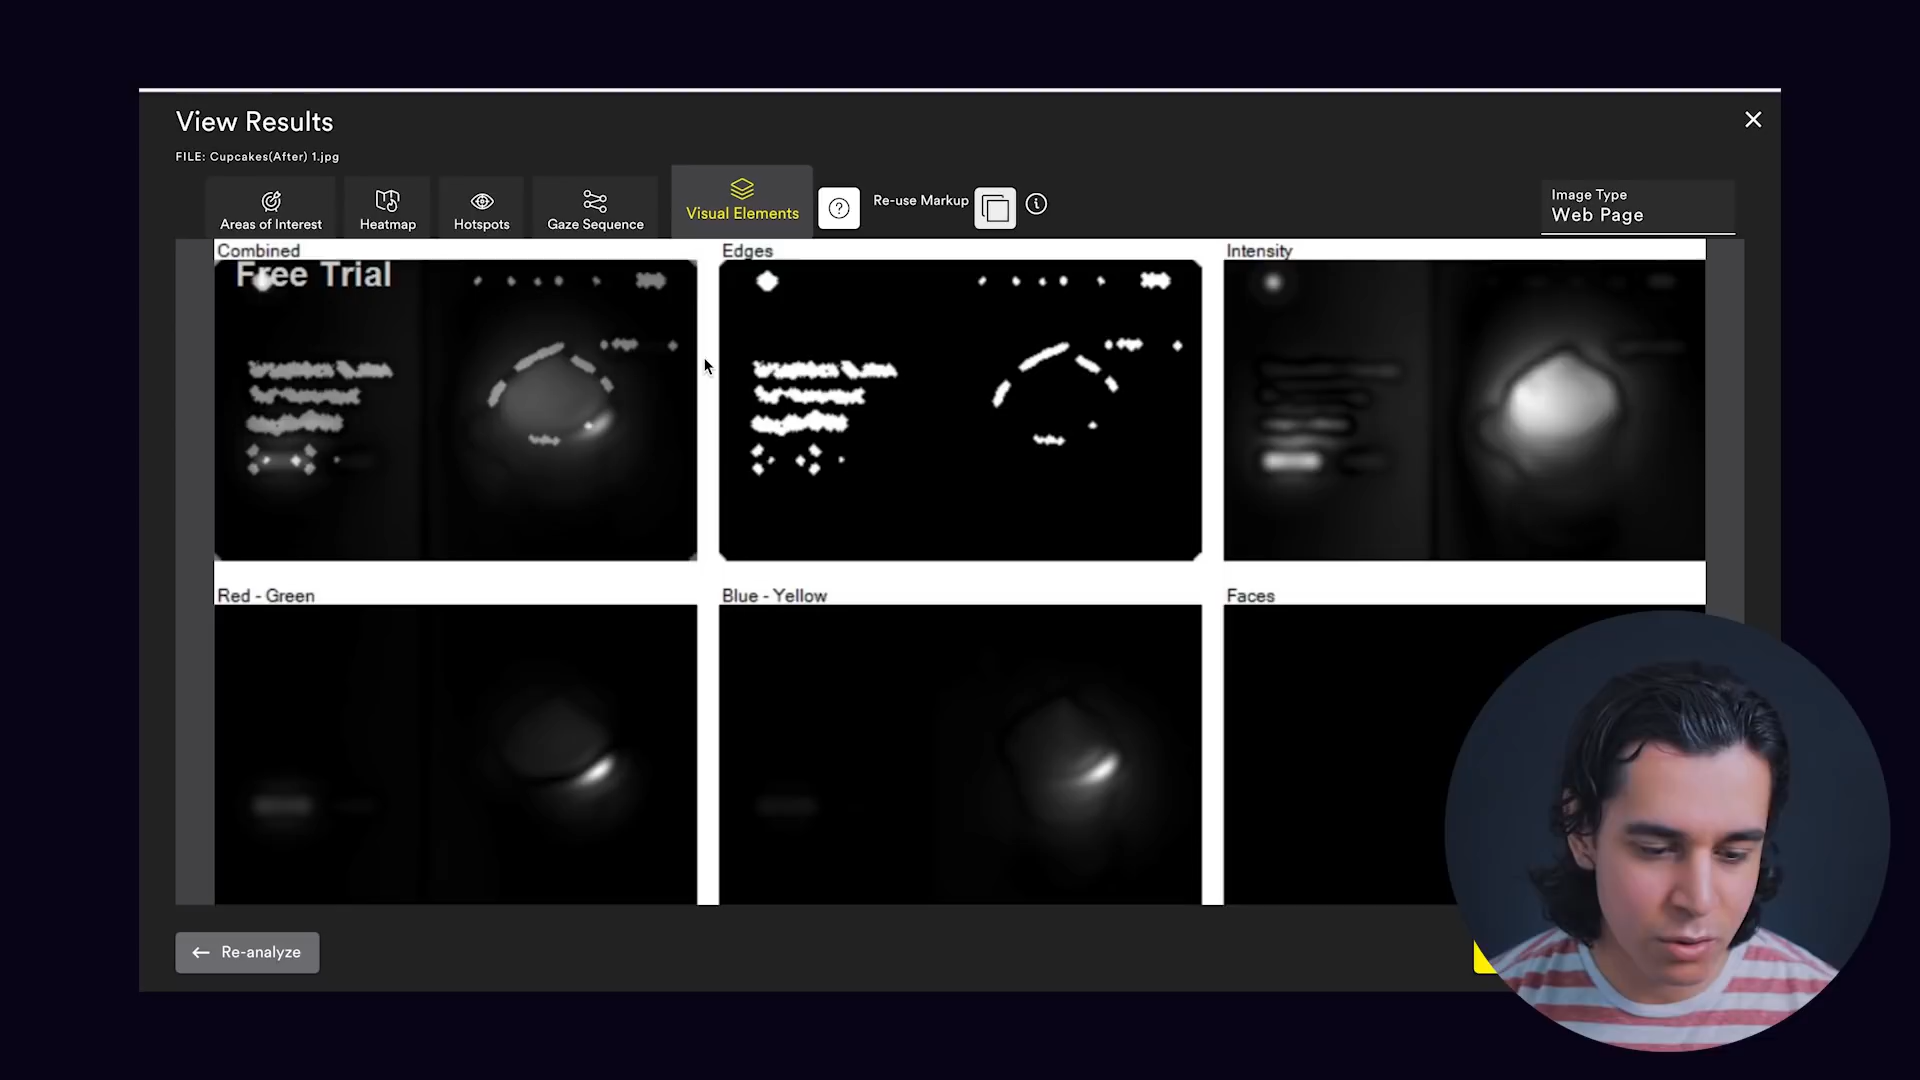 View Results
FILE: Cupcakes(After) 1.jpg
Areas of Interest
Heatmap
Hotspots
Gaze Sequence
Visual Elements
?
Re-use Markup
i
Image Type
Web Page
Combined
Edges
Intensity
Free Trial
Red - Green
Blue - Yellow
Faces
Re-analyze